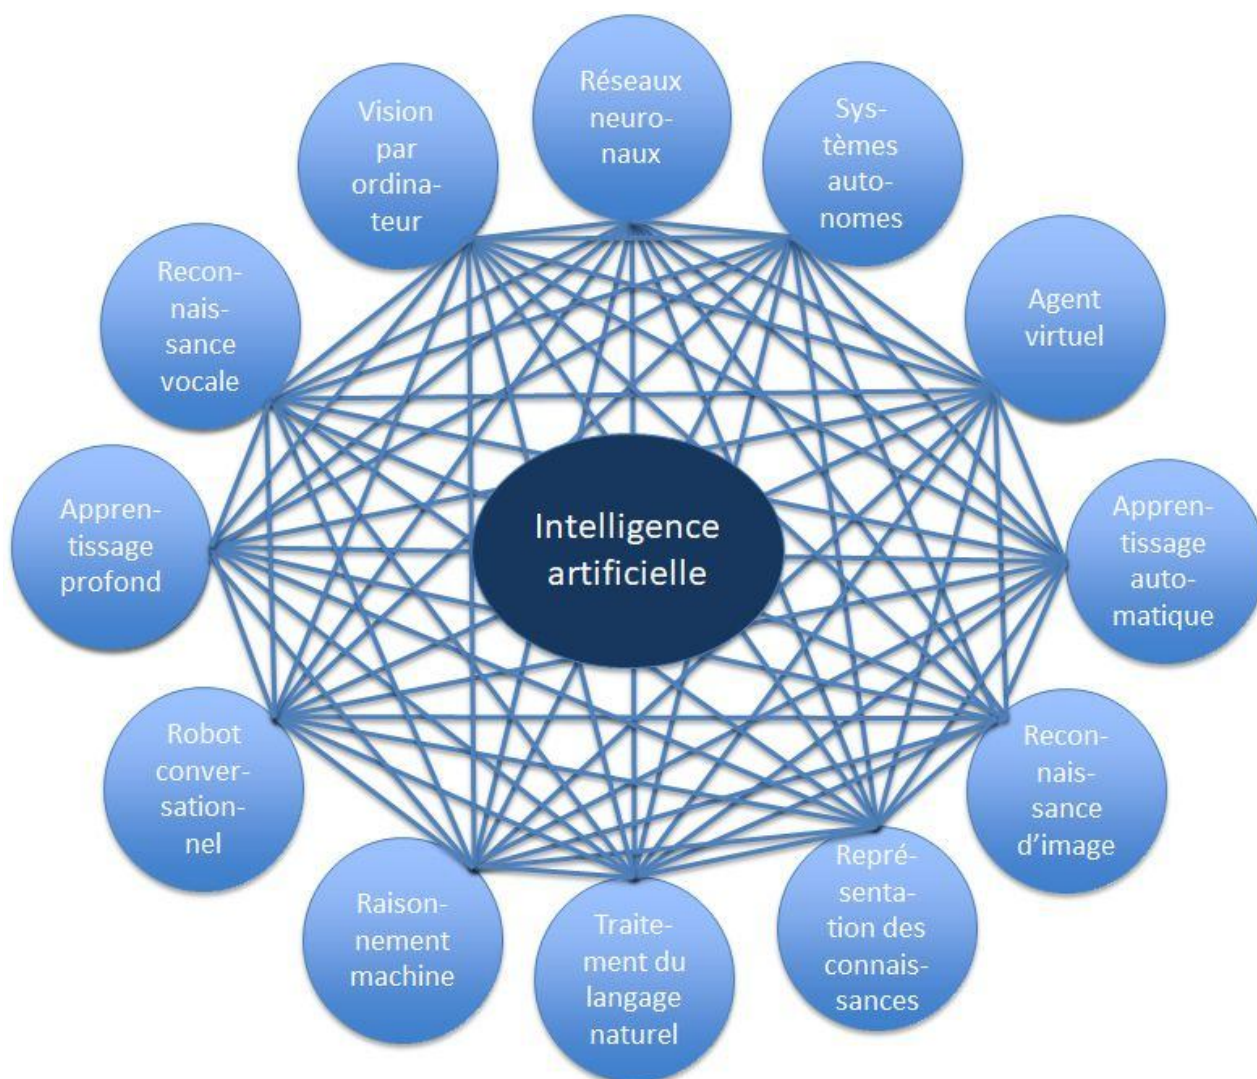 Réseaux
neuro-
naux
Sys-
tèmes
auto-
nomes
Agent
virtuel
Appren-
tissage
auto-
matique
Recon-
nais-
sance
d'image
Repré-
senta-
tion des
connais-
sances
Traite-
ment du
langage
naturel
Raison-
nement
machine
Robot
conver-
sation-
nel
Appren-
tissage
profond
Recon-
nais-
sance
vocale
Vision
par
ordina-
teur
Intelligence
artificielle